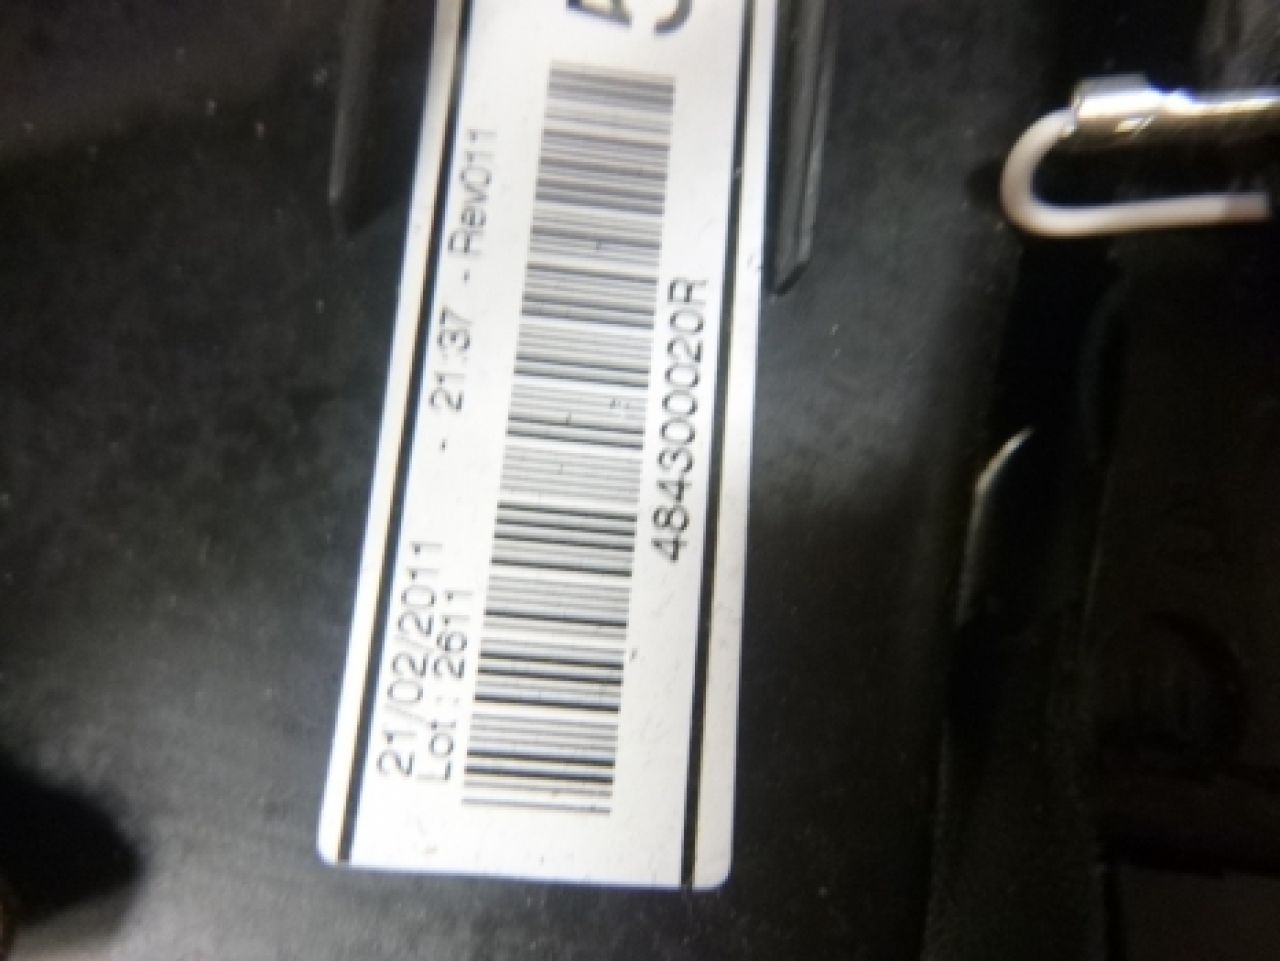 21/02/2011 - 21:37 - Rev011
Lot : 2611
484300020R